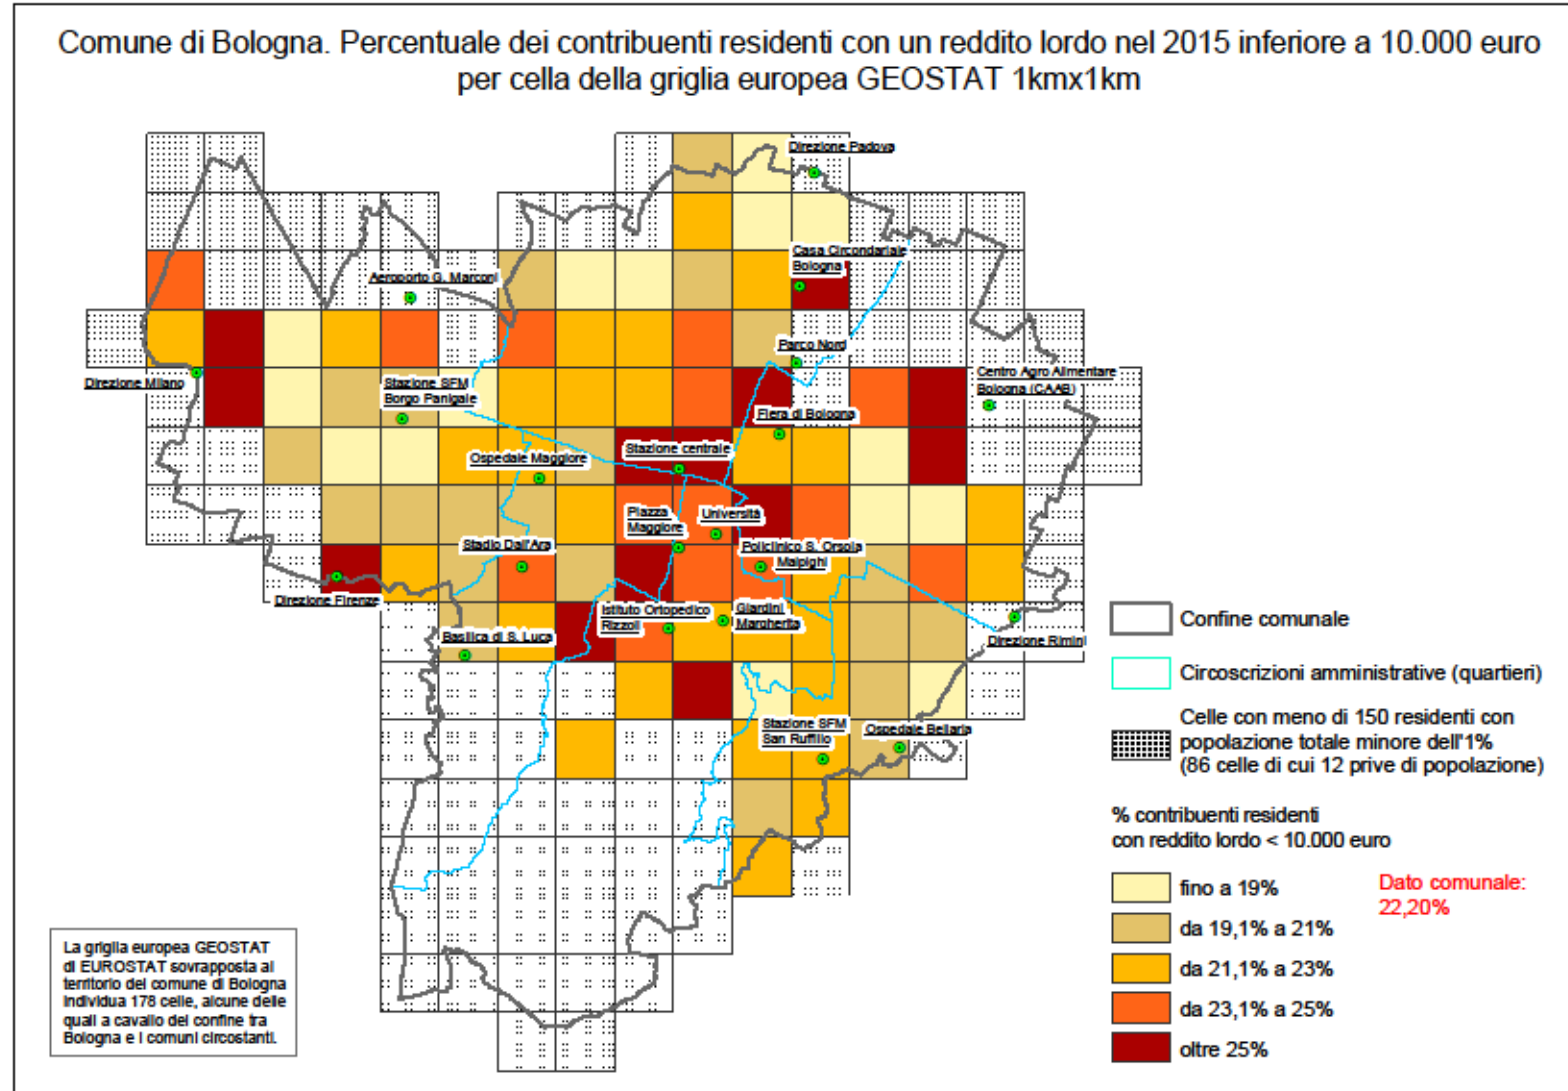 Comune di Bologna. Percentuale dei contribuenti residenti con un reddito lordo nel 2015 inferiore a 10.000 euro
per cella della griglia europea GEOSTAT 1kmx1km
Direzione Padova
Casa Circondariale
Bologna
Aeroporto G. Marconi
Parco Nord
Direzione Milano
Stazione SFM
Borgo Panigale
Centro Agro Alimentare
Bologna (CAAB)
Fiera di Bologna
Ospedale Maggiore
Stazione centrale
Piazza
Maggiore
Università
Stadio Dall'Ara
Policlinico S. Orsola
Malpighi
Direzione Firenze
Istituto Ortopedico
Rizzoli
Giardini
Margherita
Basilica di S. Luca
Direzione Rimini
Stazione SFM
San Ruffillo
Ospedale Bellaria
Confine comunale
Circoscrizioni amministrative (quartieri)
Celle con meno di 150 residenti con
popolazione totale minore dell'1%
(86 celle di cui 12 prive di popolazione)
% contribuenti residenti
con reddito lordo < 10.000 euro
fino a 19%
da 19,1% a 21%
da 21,1% a 23%
da 23,1% a 25%
oltre 25%
Dato comunale:
22,20%
La griglia europea GEOSTAT
di EUROSTAT sovrapposta al
territorio del comune di Bologna
individua 178 celle, alcune delle
quali a cavallo del confine tra
Bologna e i comuni circostanti.